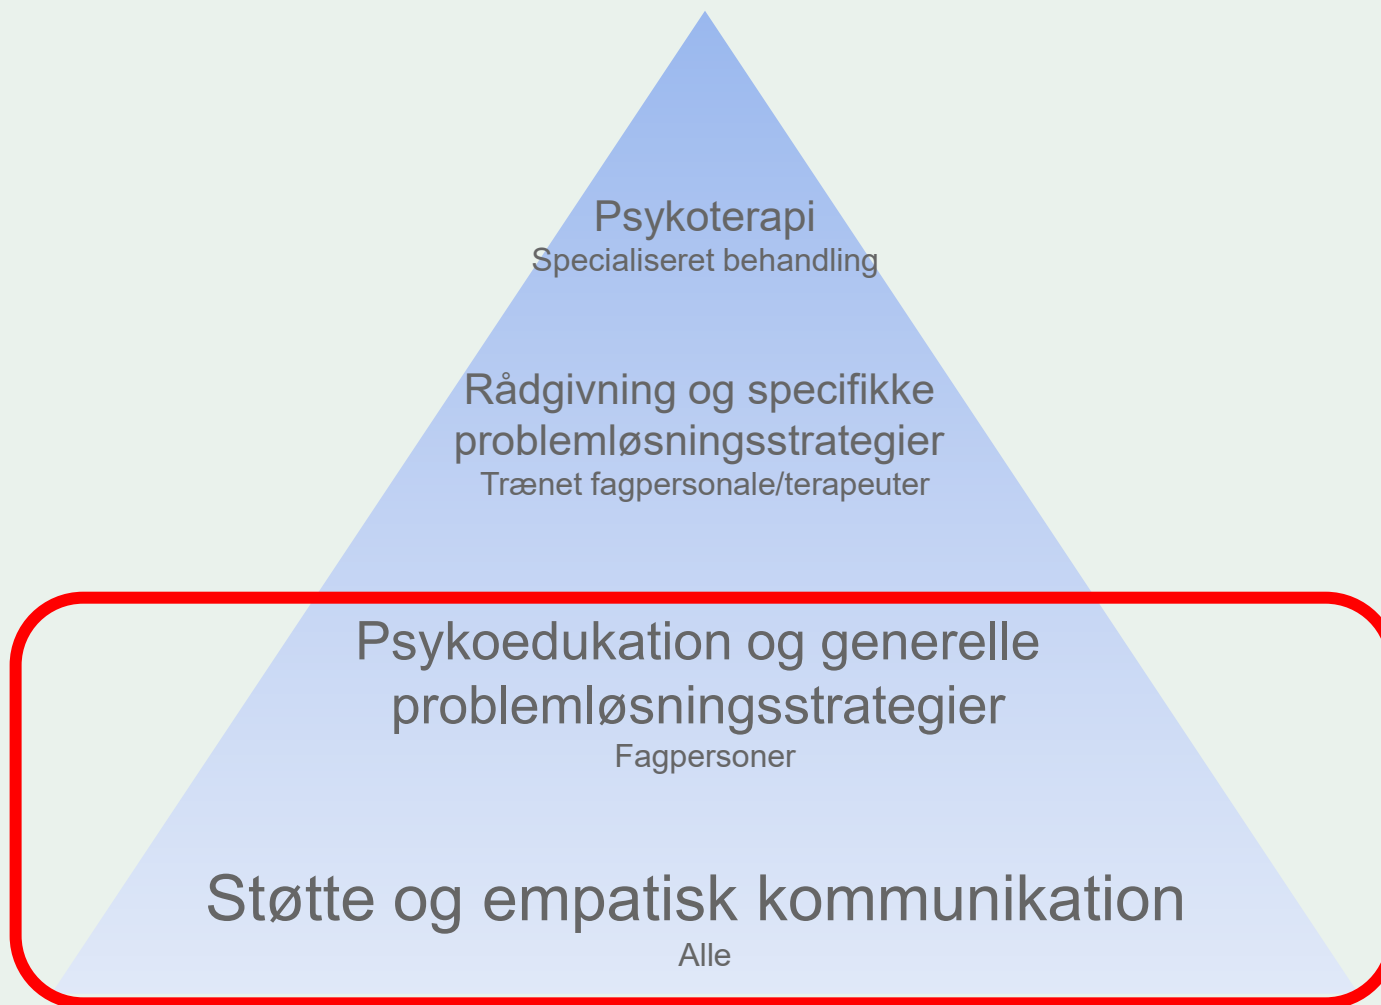 Psykoterapi
Specialiseret behandling
Rådgivning og specifikke
problemløsningsstrategier
Trænet fagpersonale/terapeuter
Psykoedukation og generelle
problemløsningsstrategier
Fagpersoner
Støtte og empatisk kommunikation
Alle